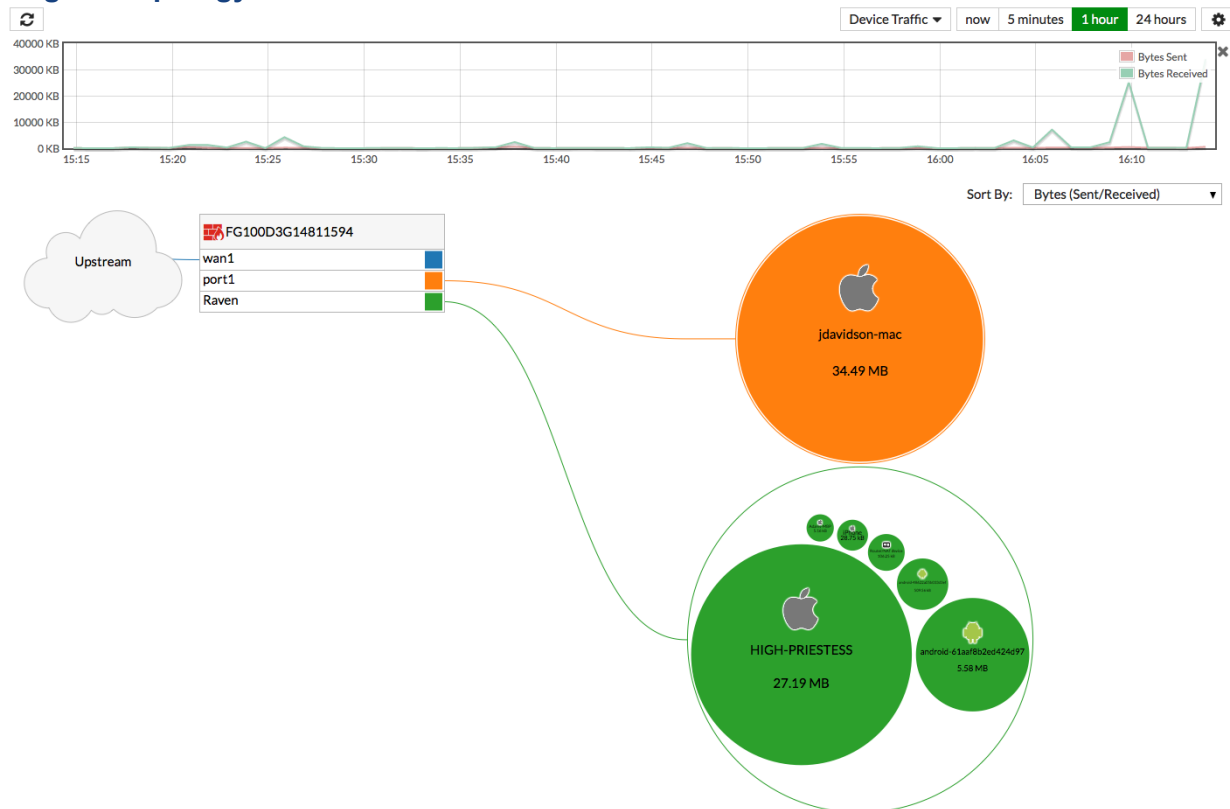 Device Traffic
now
5 minutes
1 hour
24 hours
40000 KB
30000 KB
20000 KB
10000 KB
0 KB
Bytes Sent
Bytes Received
15:15
15:20
15:25
15:30
15:35
15:40
15:45
15:50
15:55
16:00
16:05
16:10
Sort By:
Bytes (Sent/Received)
Upstream
FG100D3G14811594
wan1
port1
Raven
jdavidson-mac
34.49 MB
iPhone
HIGH-PRIESTESS
27.19 MB
android-61aaf8b2ed424d97
5.58 MB